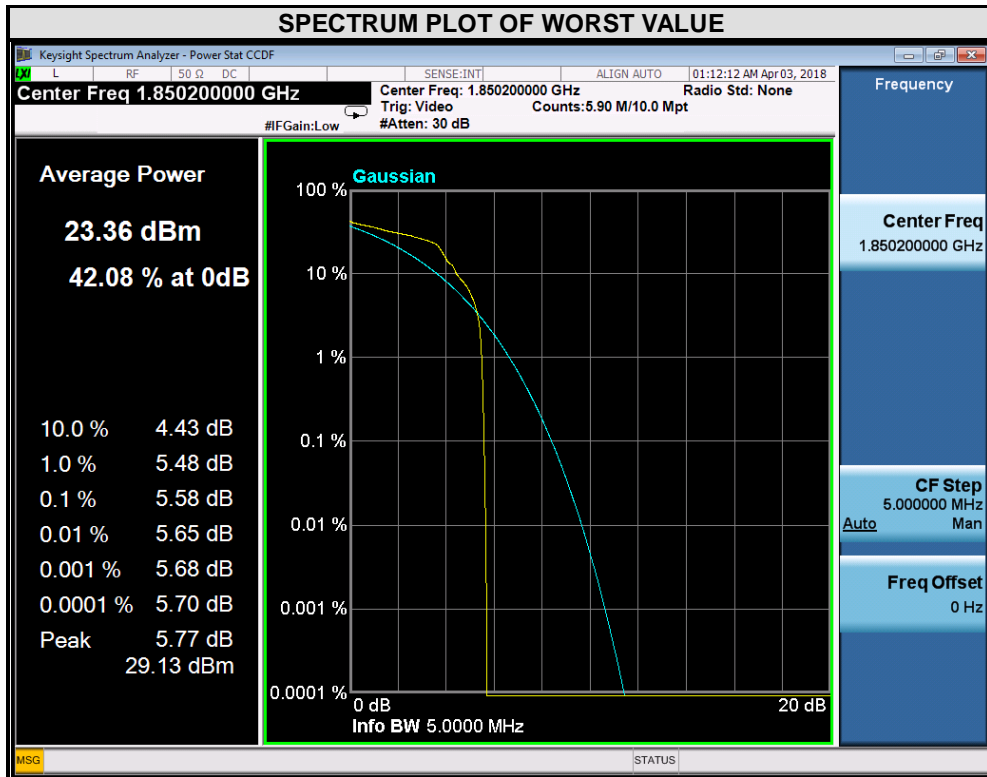 SPECTRUM PLOT OF WORST VALUE
Keysight Spectrum Analyzer - Power Stat CCDF
LXI L RF 50 Ω DC SENSE:INT ALIGN AUTO 01:12:12 AM Apr 03, 2018
Center Freq 1.850200000 GHz
Center Freq: 1.850200000 GHz Radio Std: None
Trig: Video Counts:5.90 M/10.0 Mpt
#IFGain:Low #Atten: 30 dB
Frequency
Average Power
23.36 dBm
42.08 % at 0dB
10.0 % 4.43 dB
1.0 % 5.48 dB
0.1 % 5.58 dB
0.01 % 5.65 dB
0.001 % 5.68 dB
0.0001 % 5.70 dB
Peak 5.77 dB
29.13 dBm
Gaussian
100 %
10 %
1 %
0.1 %
0.01 %
0.001 %
0.0001 %
0 dB 20 dB
Info BW 5.0000 MHz
Center Freq
1.850200000 GHz
CF Step
5.000000 MHz
Auto Man
Freq Offset
0 Hz
MSG STATUS